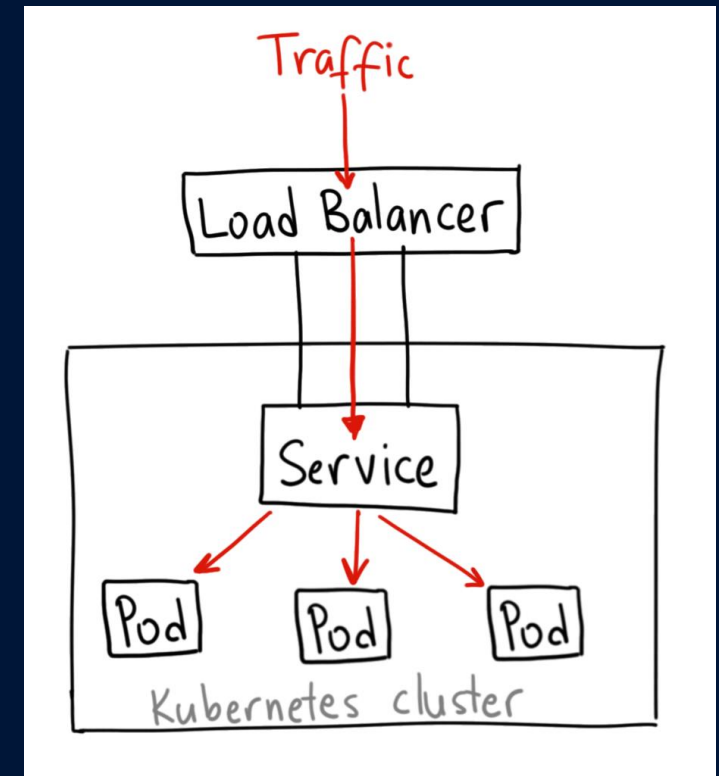 Traffic
Load Balancer
Service
Pod Pod Pod
Kubernetes cluster